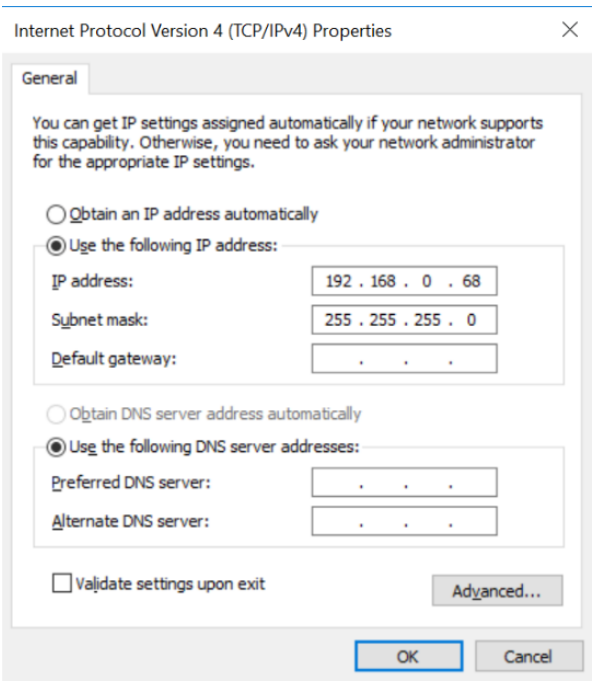 Internet Protocol Version 4 (TCP/IPv4) Properties
General
You can get IP settings assigned automatically if your network supports
this capability. Otherwise, you need to ask your network administrator
for the appropriate IP settings.
Obtain an IP address automatically
Use the following IP address:
IP address: 192 . 168 . 0 . 68
Subnet mask: 255 . 255 . 255 . 0
Default gateway: . . .
Obtain DNS server address automatically
Use the following DNS server addresses:
Preferred DNS server: . . .
Alternate DNS server: . . .
Validate settings upon exit
Advanced...
OK Cancel